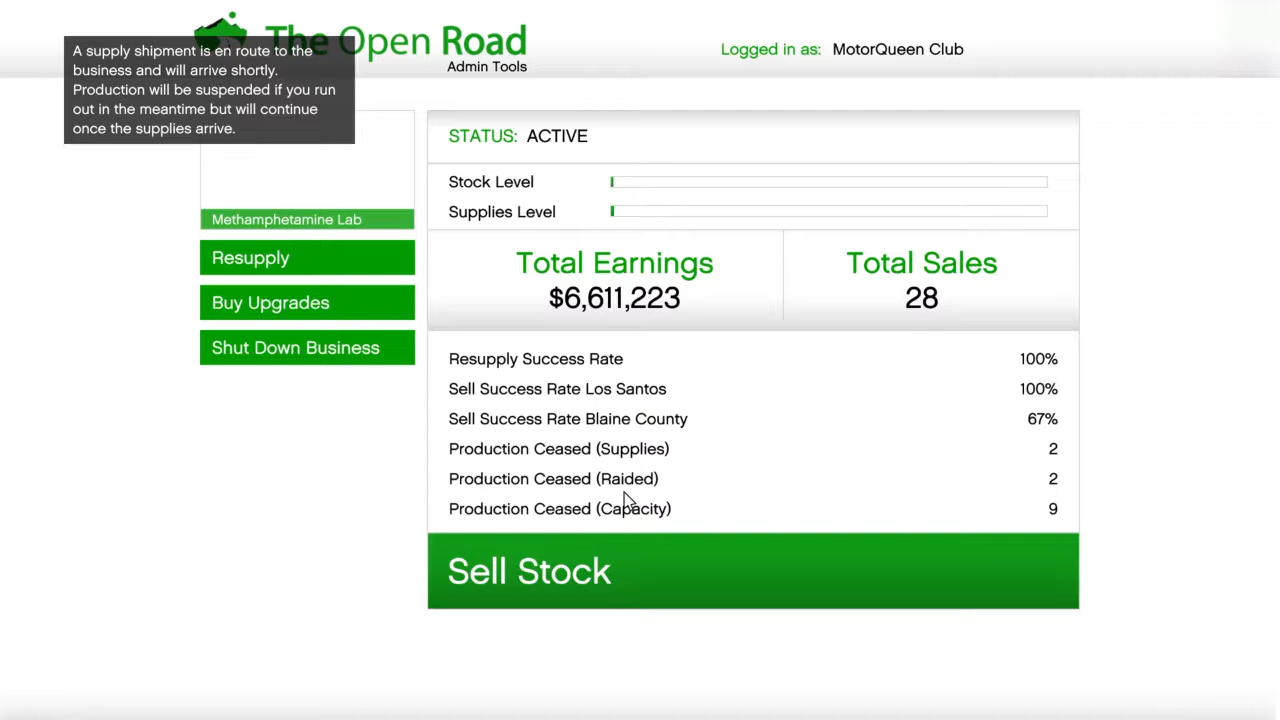 The Open Road
Admin Tools
Logged in as: MotorQueen Club
A supply shipment is en route to the
business and will arrive shortly.
Production will be suspended if you run
out in the meantime but will continue
once the supplies arrive.
Methamphetamine Lab
Resupply
Buy Upgrades
Shut Down Business
STATUS: ACTIVE
Stock Level
Supplies Level
Total Earnings
$6,611,223
Total Sales
28
Resupply Success Rate 100%
Sell Success Rate Los Santos 100%
Sell Success Rate Blaine County 67%
Production Ceased (Supplies) 2
Production Ceased (Raided) 2
Production Ceased (Capacity) 9
Sell Stock